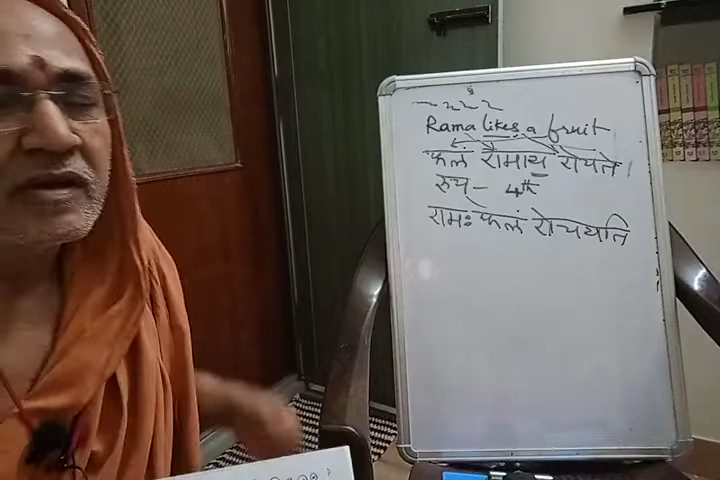 Rama likes a fruit
फलं रामाय रोचते
रुच् - 4th
रामः फलं रोचयति